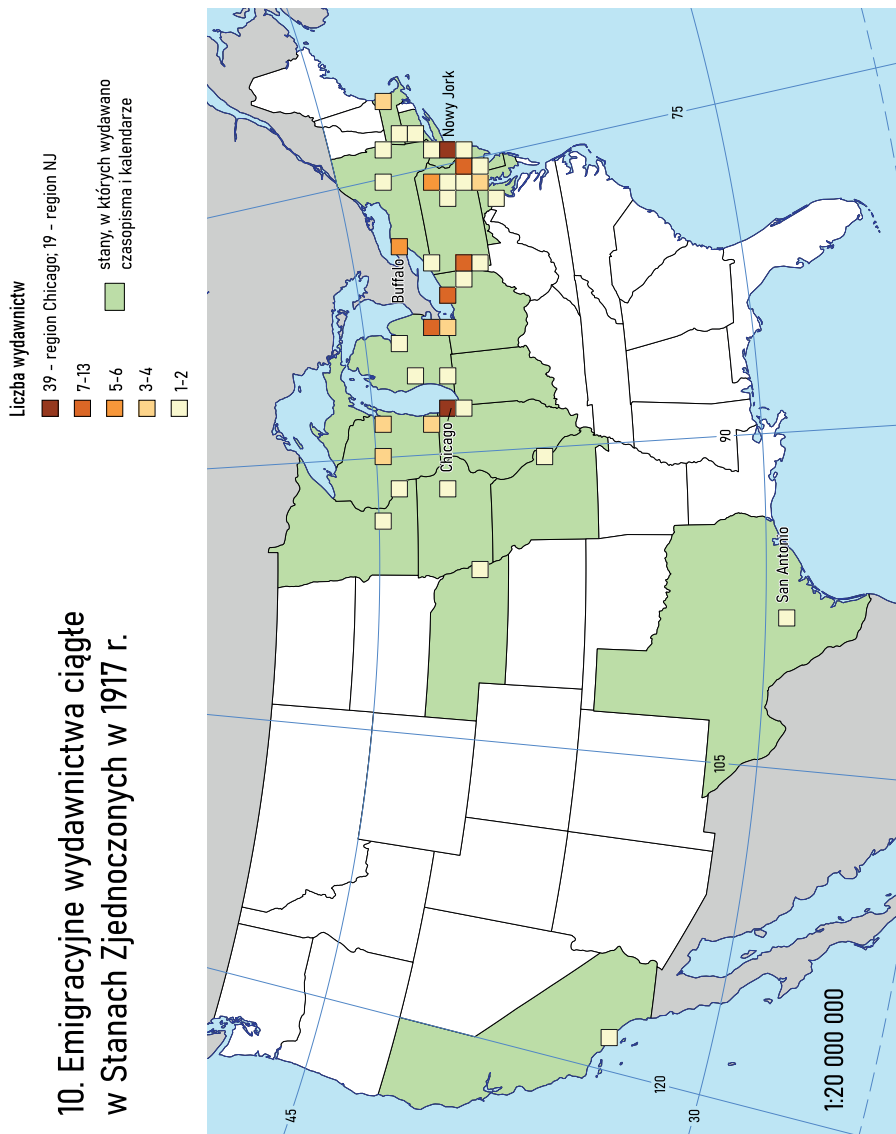 10. Emigracyjne wydawnictwa ciągłe
w Stanach Zjednoczonych w 1917 r.
Liczba wydawnictw
39 – region Chicago; 19 – region NJ
7–13
5–6
3–4
1–2
stany, w których wydawano
czasopisma i kalendarze
Buffalo
Nowy Jork
Chicago
San Antonio
45
30
120
105
90
75
1:20 000 000